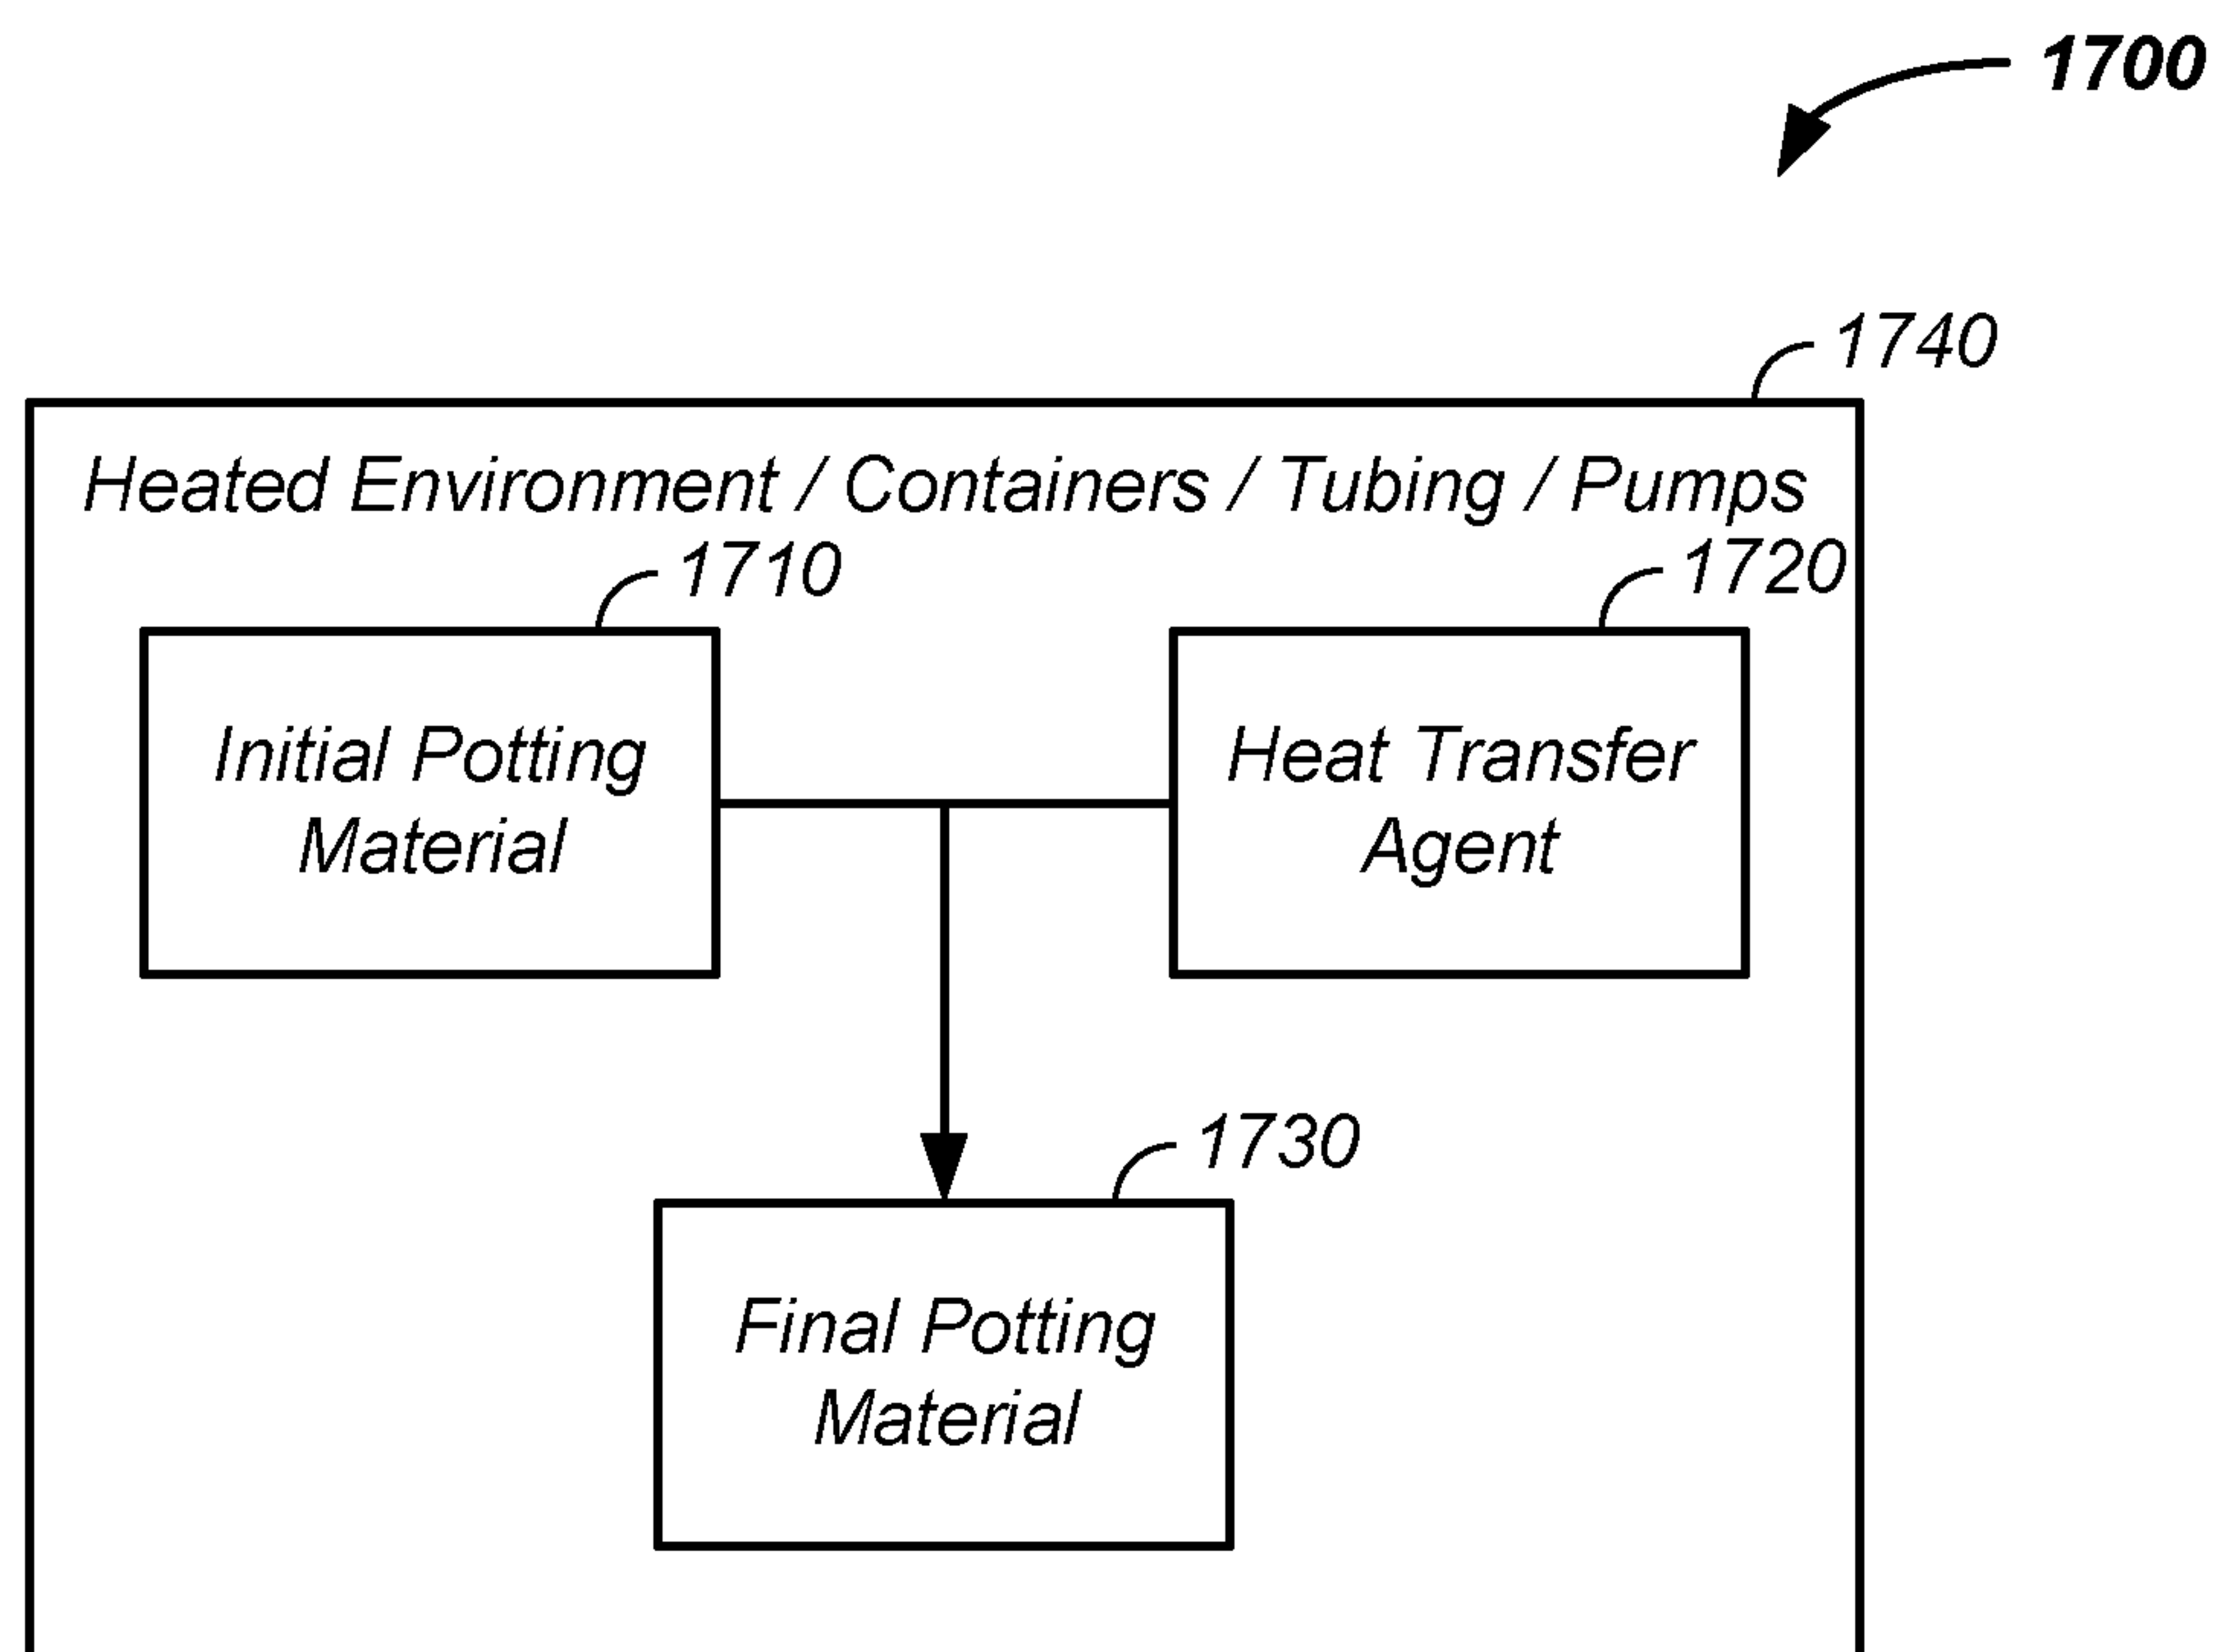 1700
1740
Heated Environment / Containers / Tubing / Pumps
1710
1720
Initial Potting
Material
Heat Transfer
Agent
1730
Final Potting
Material